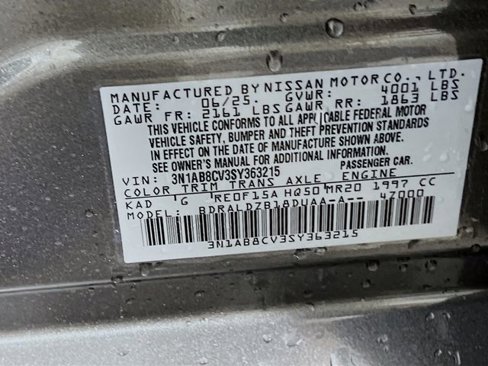 MANUFACTURED BY NISSAN MOTOR CO., LTD.
DATE: 06/25 GVWR: 4001 LBS
GAWR FR: 2161 LBS GAWR RR: 1863 LBS
THIS VEHICLE CONFORMS TO ALL APPLICABLE FEDERAL MOTOR
VEHICLE SAFETY, BUMPER AND THEFT PREVENTION STANDARDS
IN EFFECT ON THE DATE OF MANUFACTURE SHOWN ABOVE.
SEE OWNER'S MANUAL FOR ADDITIONAL INFORMATION.
VIN: 3N1AB8CV3SY363215 PASSENGER CAR
COLOR TRIM TRANS AXLE ENGINE
KAD G RE0F15A HQ50 MR20 1997 CC
MODEL: BDRALDZB18DUAA-A-- 47000
3N1AB8CV3SY363215